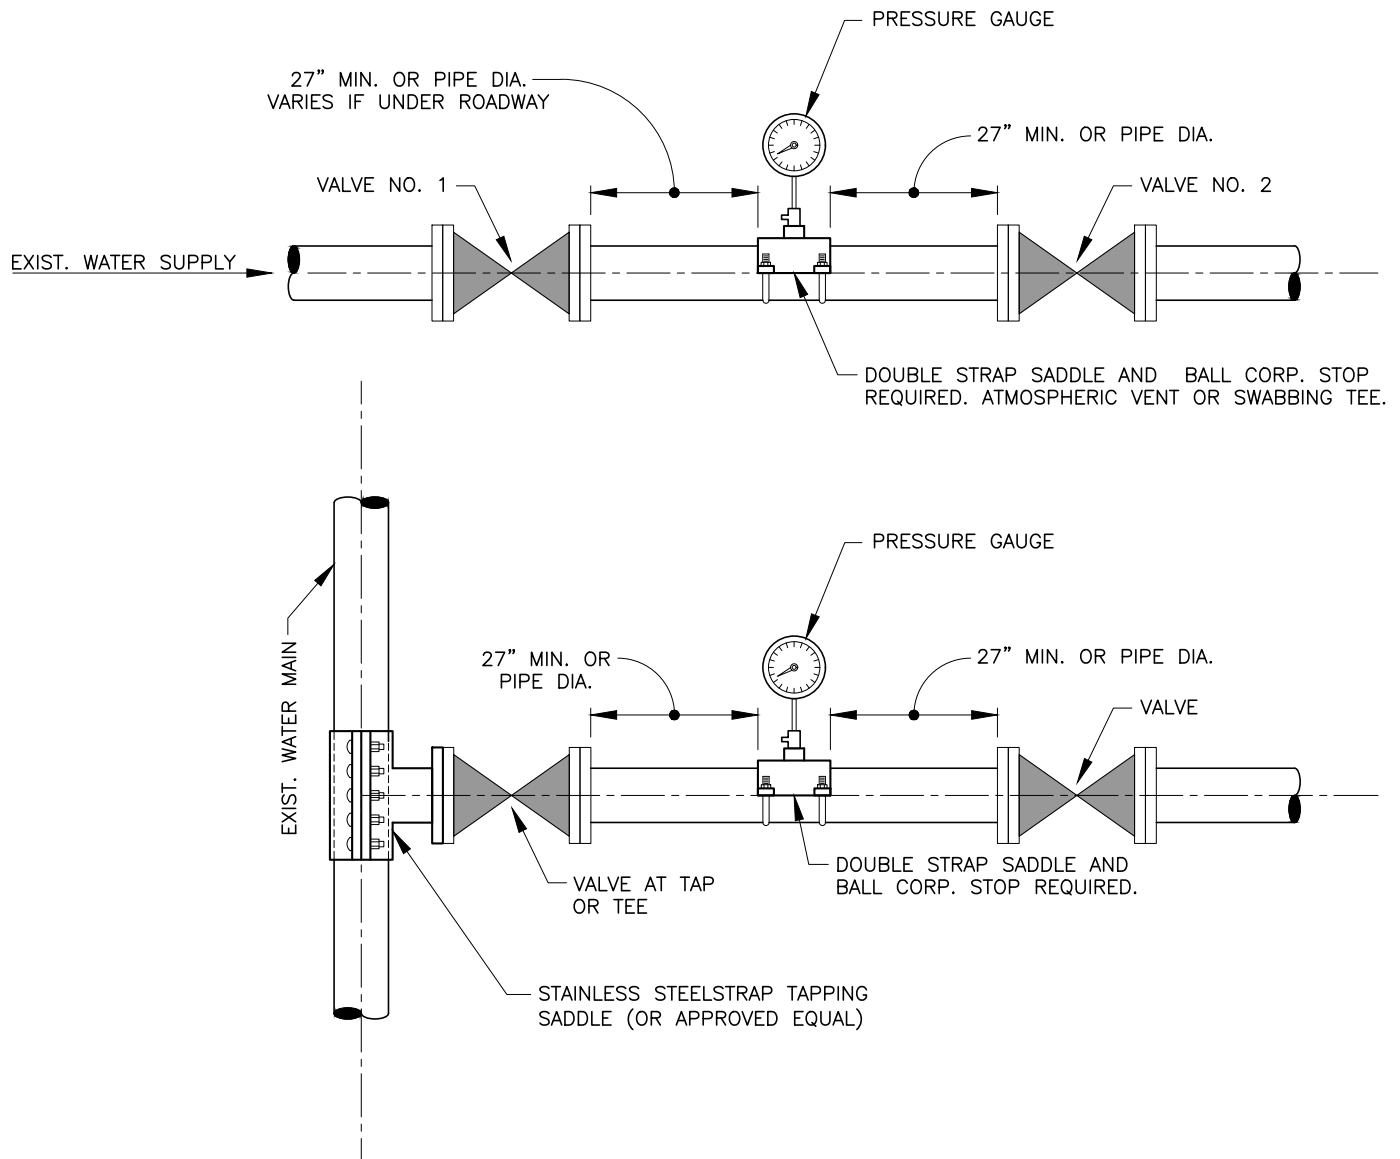 PRESSURE GAUGE
27” MIN. OR PIPE DIA.
VARIES IF UNDER ROADWAY
27” MIN. OR PIPE DIA.
VALVE NO. 1
VALVE NO. 2
EXIST. WATER SUPPLY
DOUBLE STRAP SADDLE AND BALL CORP. STOP
REQUIRED. ATMOSPHERIC VENT OR SWABBING TEE.
PRESSURE GAUGE
27” MIN. OR
PIPE DIA.
27” MIN. OR PIPE DIA.
VALVE
EXIST. WATER MAIN
DOUBLE STRAP SADDLE AND
BALL CORP. STOP REQUIRED.
VALVE AT TAP
OR TEE
STAINLESS STEELSTRAP TAPPING
SADDLE (OR APPROVED EQUAL)